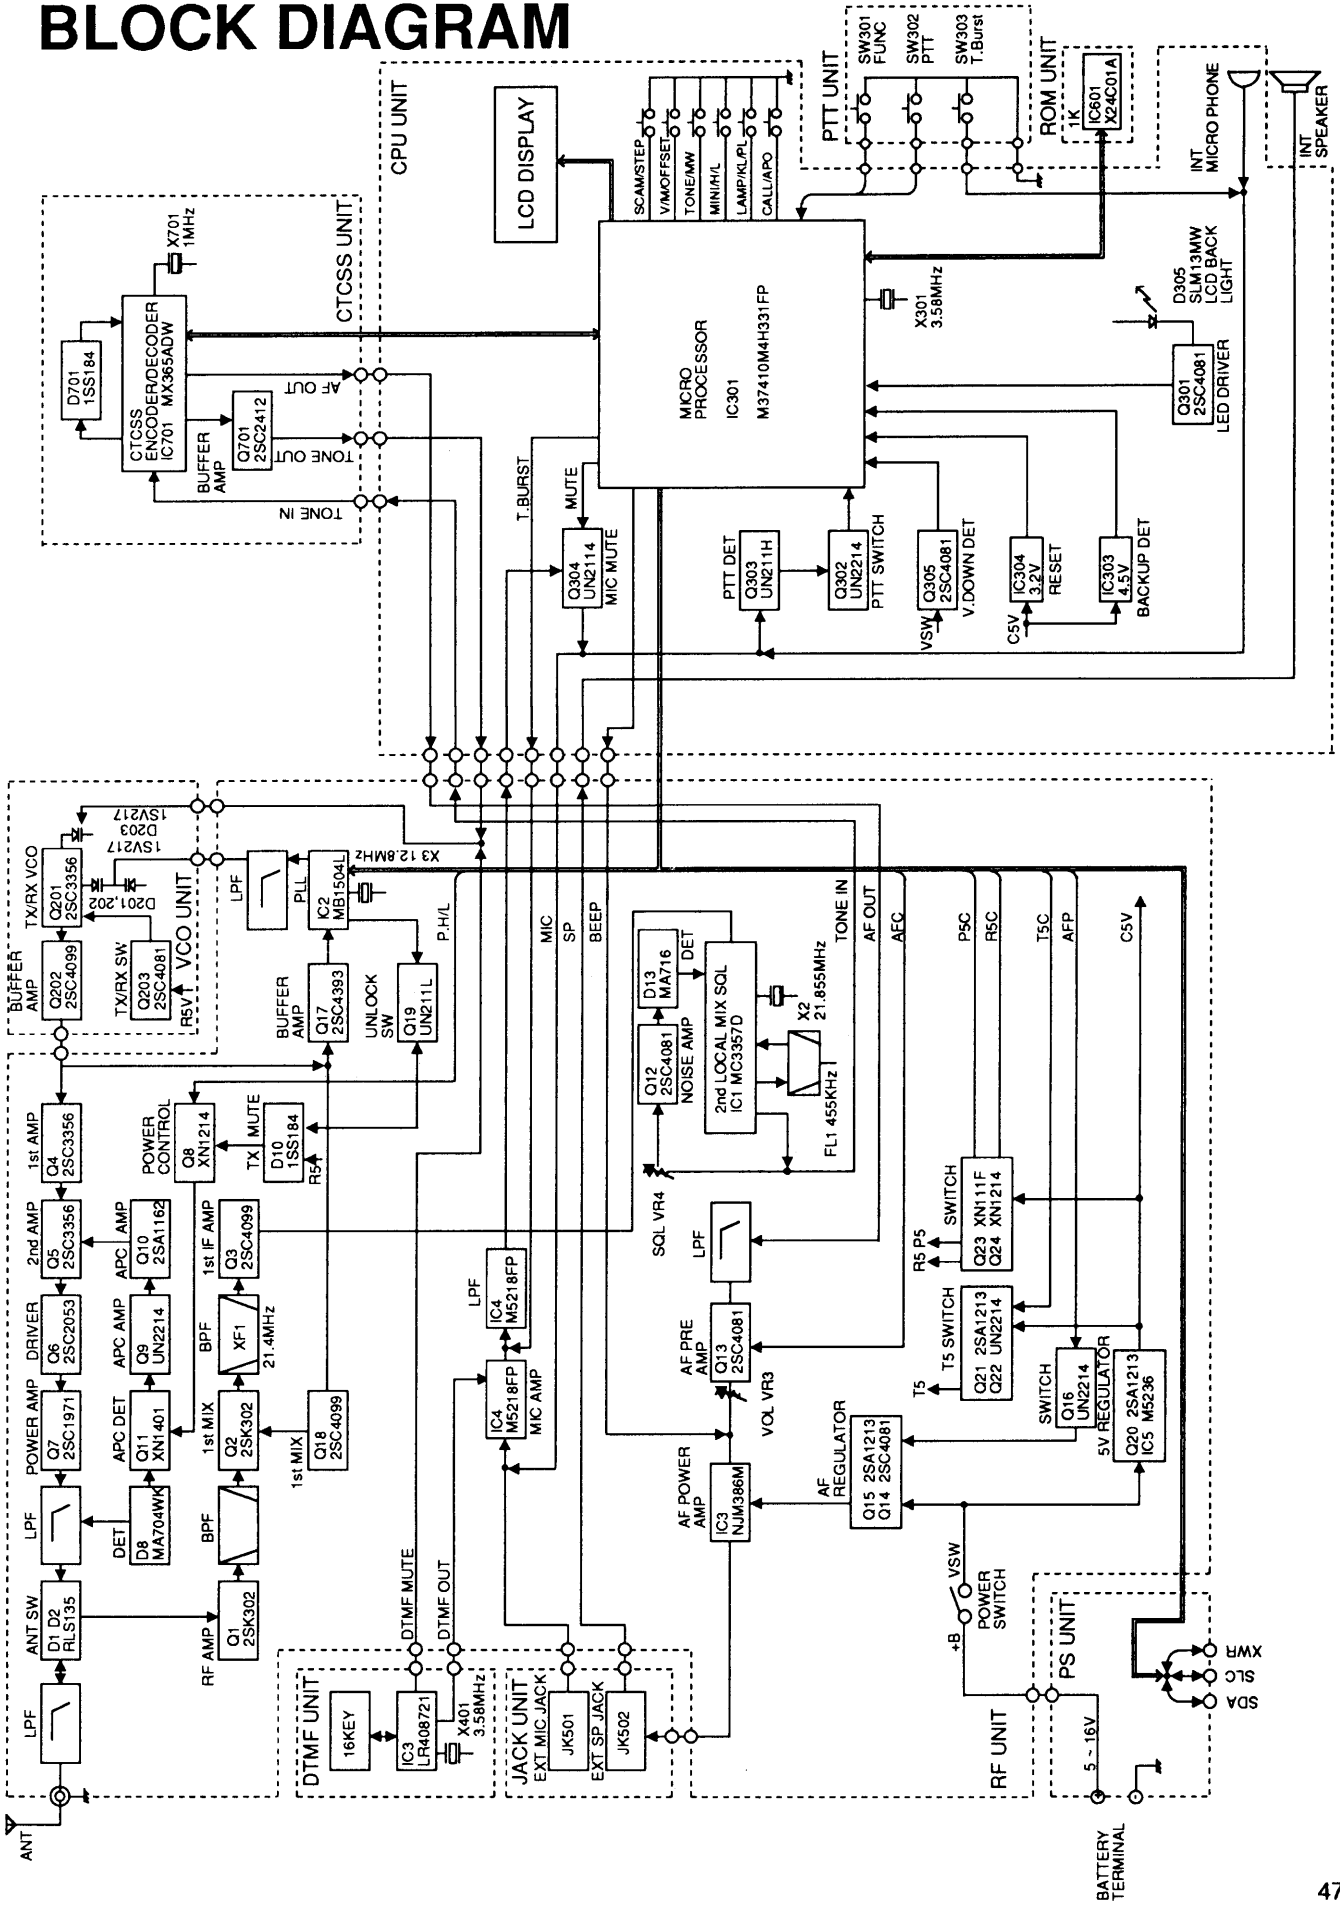 BLOCK DIAGRAM
CTCSS UNIT
D701
1SS184
CTCSS
ENCODER/DECODER
IC701 MX365ADW
X701
1MHz
BUFFER
AMP
Q701
2SC2412
AF OUT
TONE OUT
TONE IN
CPU UNIT
LCD DISPLAY
SCAM/STEP
V/M/OFFSET
TONE/MW
MINI/H/L
LAMP/KL/PL
CALL/APO
PTT UNIT
SW301
FUNC
SW302
PTT
SW303
T.Burst
ROM UNIT
1K
IC601
X24C01A
INT
MICRO PHONE
INT
SPEAKER
MICRO
PROCESSOR
IC301
M37410M4H331FP
X301
3.58MHz
D305
SLM13MW
LCD BACK
LIGHT
Q301
2SC4081
LED DRIVER
T.BURST
MUTE
Q304
UN2114
MIC MUTE
PTT DET
Q303
UN211H
Q302
UN2214
PTT SWITCH
VSW
Q305
2SC4081
V.DOWN DET
C5V
IC304
3.2V
RESET
IC303
4.5V
BACKUP DET
VCO UNIT
TX/RX VCO
Q201
2SC3356
1SV217
D203
1SV217
D201,202
BUFFER
AMP
Q202
2SC4099
TX/RX SW
Q203
2SC4081
R5V
LPF
PLL
IC2
MB1504L
X3 12.8MHz
BUFFER
AMP
Q17
2SC4393
UNLOCK
SW
Q19
UN211L
P.H/L
MIC
SP
BEEP
TONE IN
AF OUT
AFC
P5C
R5C
T5C
AFP
C5V
D13
MA716
DET
Q12
2SC4081
NOISE AMP
2nd LOCAL MIX SQL
IC1 MC3357D
X2
21.855MHz
FL1 455KHz
SQL VR4
1st AMP
Q4
2SC3356
2nd AMP
Q5
2SC3356
DRIVER
Q6
2SC2053
POWER AMP
Q7
2SC1971
LPF
ANT SW
D1 D2
RLS135
LPF
ANT
POWER
CONTROL
Q8
XN1214
TX MUTE
D10
1SS184
R5
APC AMP
Q10
2SA1162
APC AMP
Q9
UN2214
APC DET
Q11
XN1401
DET
D8
MA704WK
1st IF AMP
Q3
2SC4099
BPF
XF1
21.4MHz
1st MIX
Q2
2SK302
BPF
RF AMP
Q1
2SK302
1st MIX
Q18
2SC4099
LPF
IC4
M5218FP
IC4
M5218FP
MIC AMP
LPF
AF PRE
AMP
Q13
2SC4081
VOL VR3
AF POWER
AMP
IC3
NJM386M
AF
REGULATOR
Q15 2SA1213
Q14 2SC4081
SWITCH
R5 P5
Q23 XN111F
Q24 XN1214
T5 SWITCH
T5
Q21 2SA1213
Q22 UN2214
SWITCH
Q16
UN2214
5V REGULATOR
Q20 2SA1213
IC5 M5236
VSW
POWER
SWITCH
+B
DTMF MUTE
DTMF OUT
DTMF UNIT
16KEY
IC3
LR408721
X401
3.58MHz
JACK UNIT
EXT MIC JACK
JK501
EXT SP JACK
JK502
RF UNIT
PS UNIT
5 ~ 16V
XWR
SLC
SDA
BATTERY
TERMINAL
47